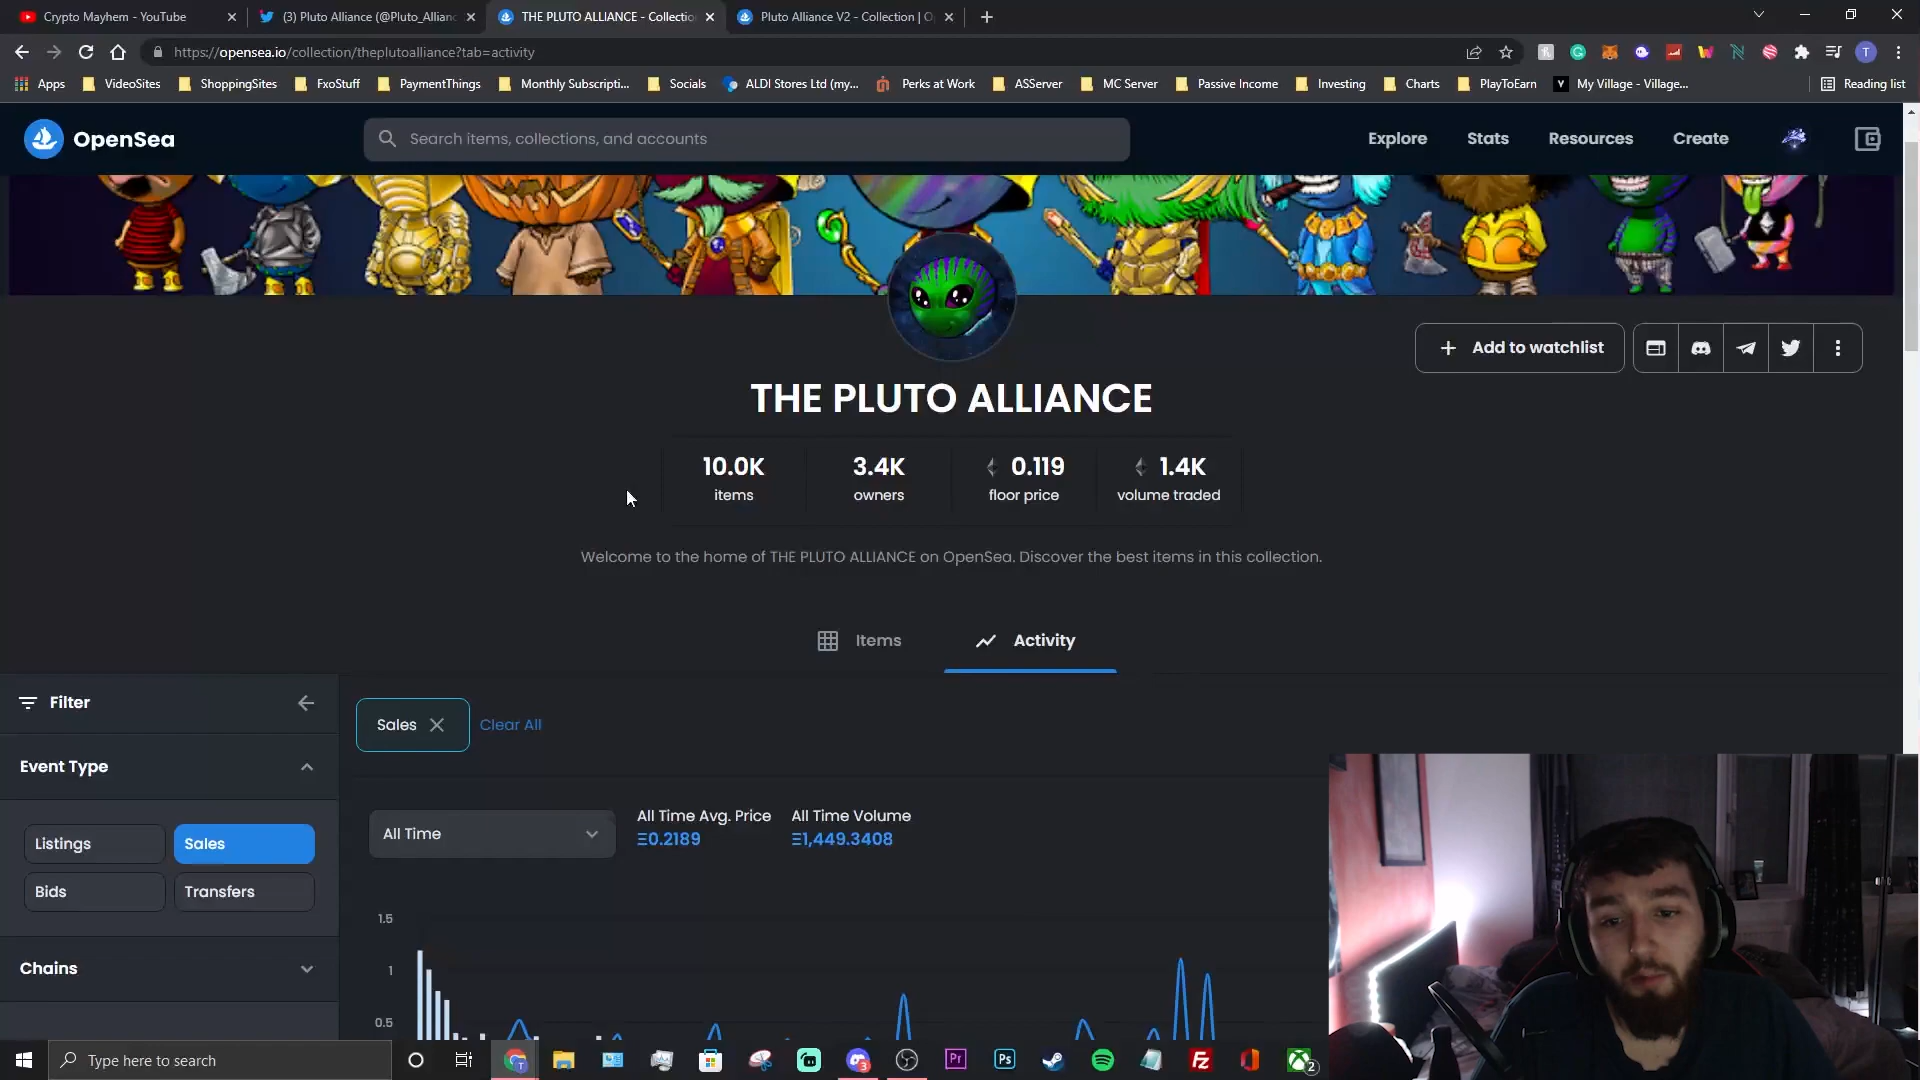 Crypto Mayhem - YouTube
(3) Pluto Alliance (@Pluto_Allianc
THE PLUTO ALLIANCE - Collectio
Pluto Alliance V2 - Collection | O
https://opensea.io/collection/theplutoalliance?tab=activity
T
Apps
VideoSites
ShoppingSites
FxoStuff
PaymentThings
Monthly Subscripti...
Socials
ALDI Stores Ltd (my...
Perks at Work
ASServer
MC Server
Passive Income
Investing
Charts
PlayToEarn
My Village - Village...
Reading list
OpenSea
Search items, collections, and accounts
Explore
Stats
Resources
Create
Add to watchlist
THE PLUTO ALLIANCE
10.0K
3.4K
0.119
1.4K
items
owners
floor price
volume traded
Welcome to the home of THE PLUTO ALLIANCE on OpenSea. Discover the best items in this collection.
Items
Activity
Filter
Event Type
Listings
Sales
Bids
Transfers
Chains
Sales
Clear All
All Time
All Time Avg. Price
Ξ0.2189
All Time Volume
Ξ1,449.3408
1.5
1
0.5
Type here to search
3
Pr
Ps
Fz
2